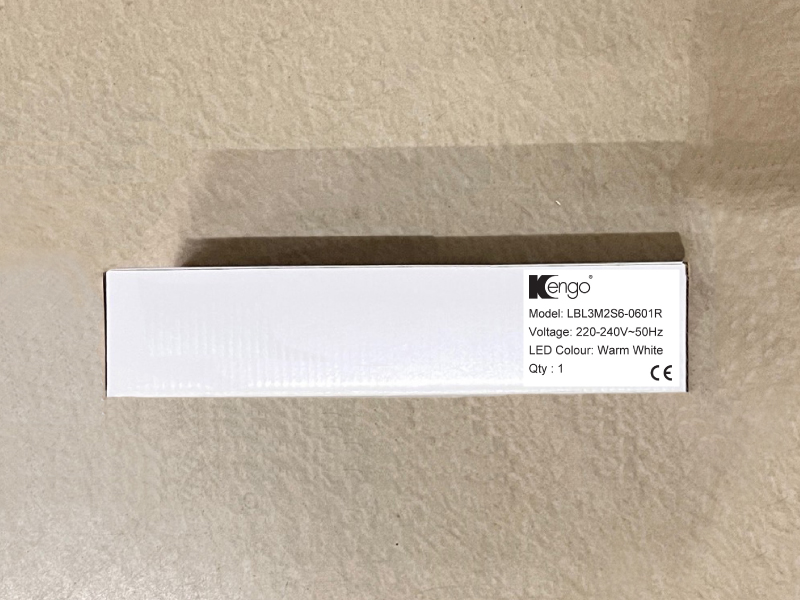 Kengo®
Model: LBL3M2S6-0601R
Voltage: 220-240V~50Hz
LED Colour: Warm White
Qty : 1
CE